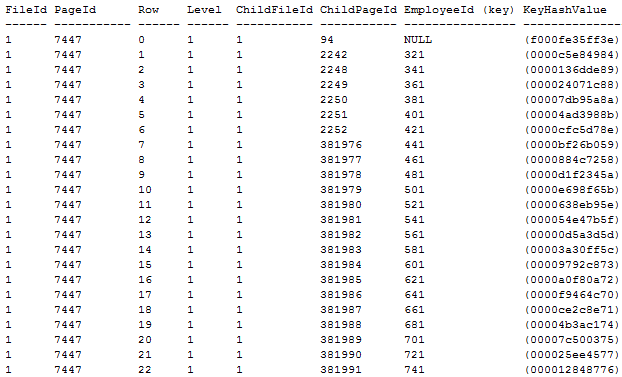 FileId PageId Row Level ChildFileId ChildPageId EmployeeId (key) KeyHashValue
------ ----------- ------ ------ ----------- ----------- ---------------- --------------
1 7447 0 1 1 94 NULL (f000fe35ff3e)
1 7447 1 1 1 2242 321 (0000c5e84984)
1 7447 2 1 1 2248 341 (0000136dde89)
1 7447 3 1 1 2249 361 (000024071c88)
1 7447 4 1 1 2250 381 (00007db95a8a)
1 7447 5 1 1 2251 401 (00004ad3988b)
1 7447 6 1 1 2252 421 (0000cfc5d78e)
1 7447 7 1 1 381976 441 (0000bf26b059)
1 7447 8 1 1 381977 461 (0000884c7258)
1 7447 9 1 1 381978 481 (0000d1f2345a)
1 7447 10 1 1 381979 501 (0000e698f65b)
1 7447 11 1 1 381980 521 (0000638eb95e)
1 7447 12 1 1 381981 541 (000054e47b5f)
1 7447 13 1 1 381982 561 (00000d5a3d5d)
1 7447 14 1 1 381983 581 (00003a30ff5c)
1 7447 15 1 1 381984 601 (00009792c873)
1 7447 16 1 1 381985 621 (0000a0f80a72)
1 7447 17 1 1 381986 641 (0000f9464c70)
1 7447 18 1 1 381987 661 (0000ce2c8e71)
1 7447 19 1 1 381988 681 (00004b3ac174)
1 7447 20 1 1 381989 701 (00007c500375)
1 7447 21 1 1 381990 721 (000025ee4577)
1 7447 22 1 1 381991 741 (000012848776)